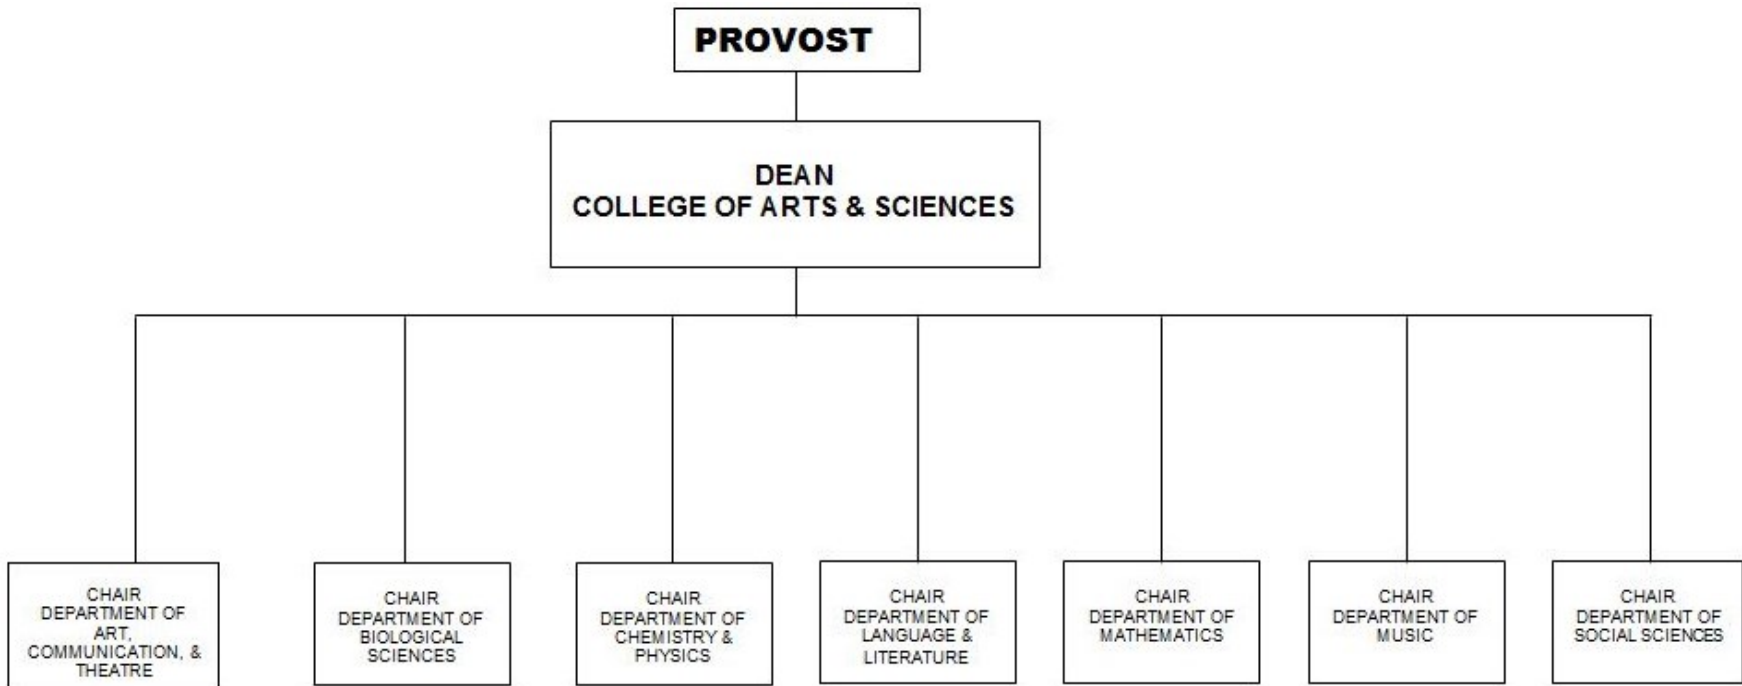 PROVOST
DEAN
COLLEGE OF ARTS & SCIENCES
CHAIR
DEPARTMENT OF
ART,
COMMUNICATION, &
THEATRE
CHAIR
DEPARTMENT OF
BIOLOGICAL
SCIENCES
CHAIR
DEPARTMENT OF
CHEMISTRY &
PHYSICS
CHAIR
DEPARTMENT OF
LANGUAGE &
LITERATURE
CHAIR
DEPARTMENT OF
MATHEMATICS
CHAIR
DEPARTMENT OF
MUSIC
CHAIR
DEPARTMENT OF
SOCIAL SCIENCES